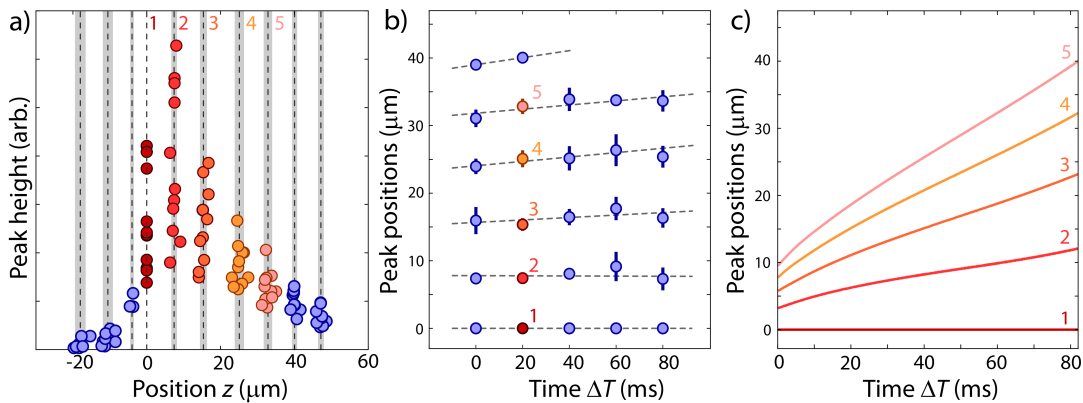 a)
1 2 3 4 5
Peak height (arb.)
-20 0 20 40 60
Position z (μm)
b)
Peak positions (μm)
40
30
20
10
0
5
4
3
2
1
0 20 40 60 80
Time ΔT (ms)
c)
Peak positions (μm)
40
30
20
10
0
5
4
3
2
1
0 20 40 60 80
Time ΔT (ms)